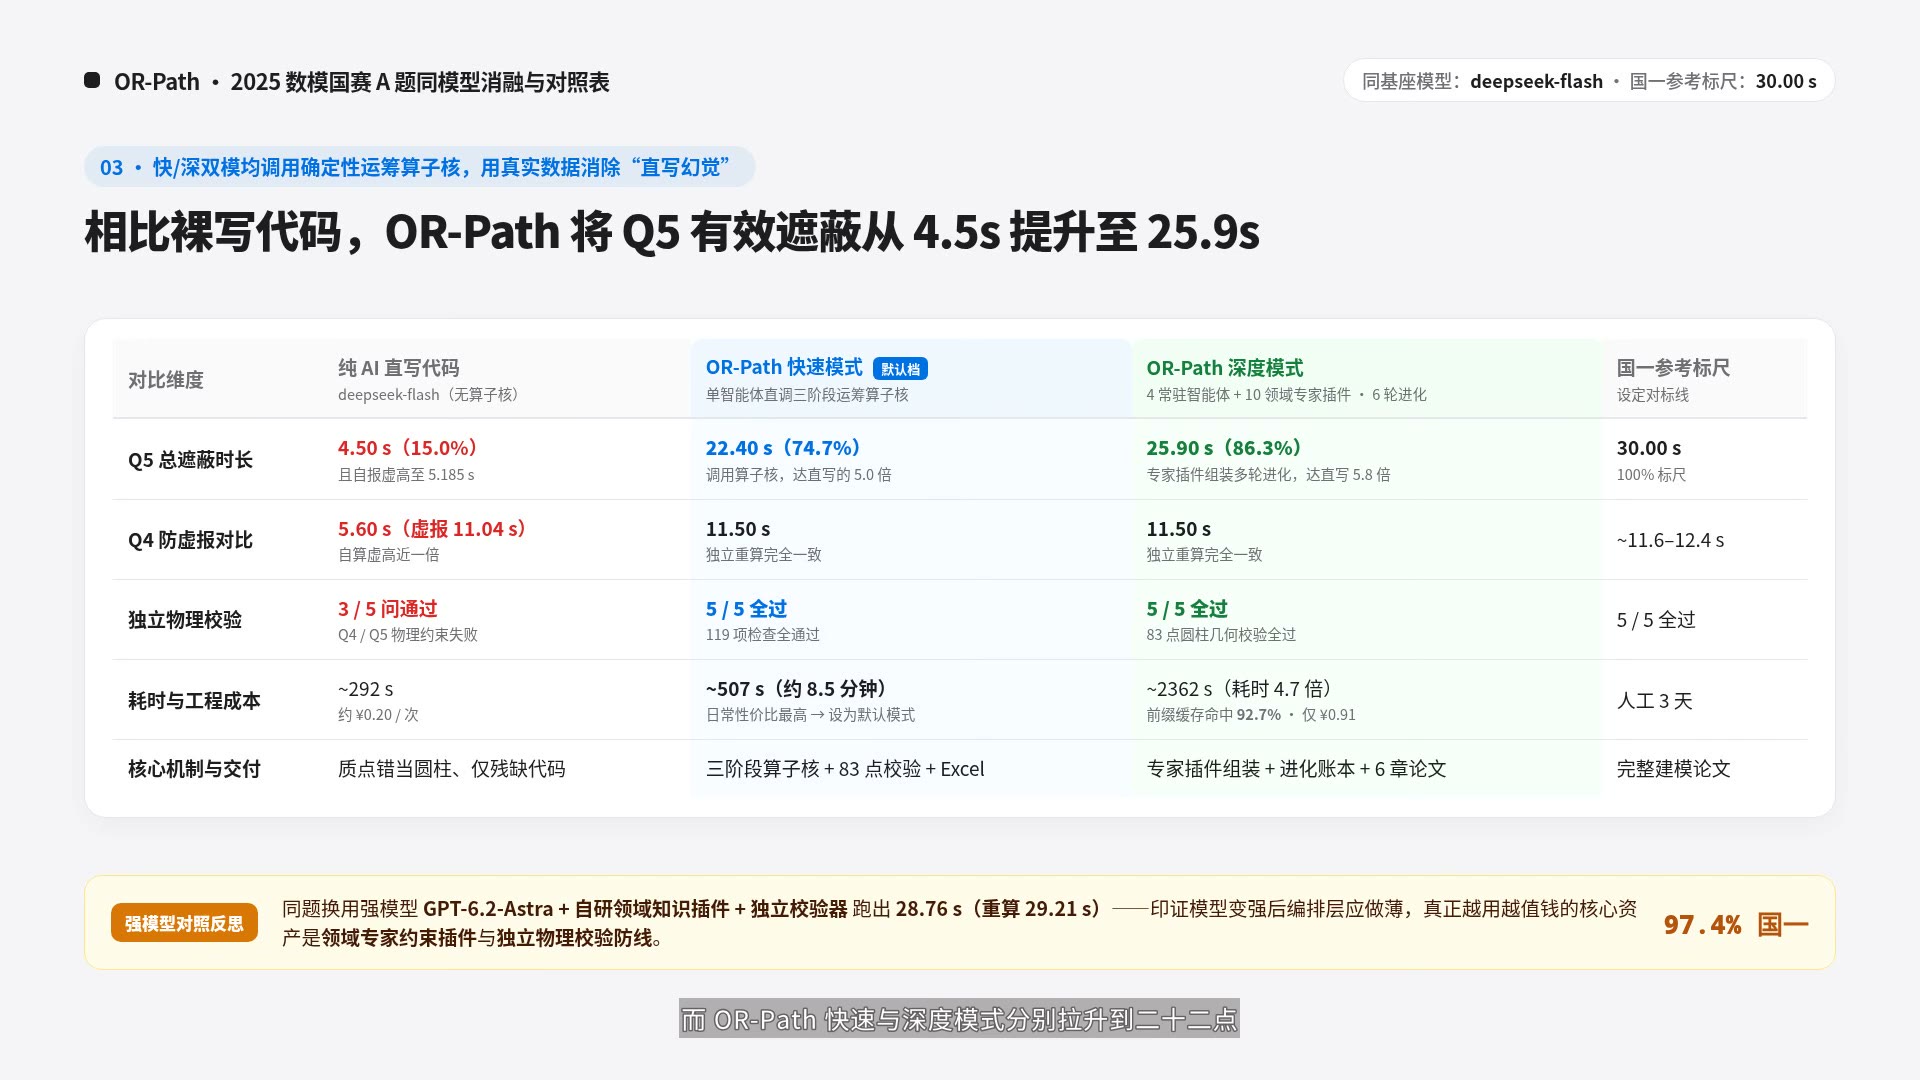 OR-Path · 2025 数模国赛 A 题同模型消融与对照表
同基座模型：deepseek-flash · 国一参考标尺：30.00 s
03 · 快/深双模均调用确定性运筹算子核，用真实数据消除“直写幻觉”
相比裸写代码，OR-Path 将 Q5 有效遮蔽从 4.5s 提升至 25.9s
对比维度
纯 AI 直写代码
deepseek-flash（无算子核）
OR-Path 快速模式 默认档
单智能体直调三阶段运筹算子核
OR-Path 深度模式
4 常驻智能体 + 10 领域专家插件 · 6 轮进化
国一参考标尺
设定对标线
Q5 总遮蔽时长
4.50 s（15.0%）
且自报虚高至 5.185 s
22.40 s（74.7%）
调用算子核，达直写的 5.0 倍
25.90 s（86.3%）
专家插件组装多轮进化，达直写 5.8 倍
30.00 s
100% 标尺
Q4 防虚报对比
5.60 s（虚报 11.04 s）
自算虚高近一倍
11.50 s
独立重算完全一致
11.50 s
独立重算完全一致
~11.6–12.4 s
独立物理校验
3 / 5 问通过
Q4 / Q5 物理约束失败
5 / 5 全过
119 项检查全通过
5 / 5 全过
83 点圆柱几何校验全过
5 / 5 全过
耗时与工程成本
~292 s
约 ¥0.20 / 次
~507 s（约 8.5 分钟）
日常性价比最高 → 设为默认模式
~2362 s（耗时 4.7 倍）
前缀缓存命中 92.7% · 仅 ¥0.91
人工 3 天
核心机制与交付
质点错当圆柱、仅残缺代码
三阶段算子核 + 83 点校验 + Excel
专家插件组装 + 进化账本 + 6 章论文
完整建模论文
强模型对照反思
同题换用强模型 GPT-6.2-Astra + 自研领域知识插件 + 独立校验器 跑出 28.76 s（重算 29.21 s）——印证模型变强后编排层应做薄，真正越用越值钱的核心资
产是领域专家约束插件与独立物理校验防线。
97.4% 国一
而 OR-Path 快速与深度模式分别拉升到二十二点